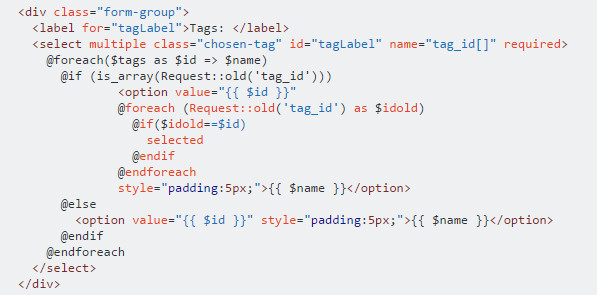 <div class="form-group">
<label for="tagLabel">Tags: </label>
<select multiple class="chosen-tag" id="tagLabel" name="tag_id[]" required>
@foreach($tags as $id => $name)
@if (is_array(Request::old('tag_id')))
<option value="{{ $id }}"
@foreach (Request::old('tag_id') as $idold)
@if($idold==$id)
selected
@endif
@endforeach
style="padding:5px;">{{ $name }}</option>
@else
<option value="{{ $id }}" style="padding:5px;">{{ $name }}</option>
@endif
@endforeach
</select>
</div>